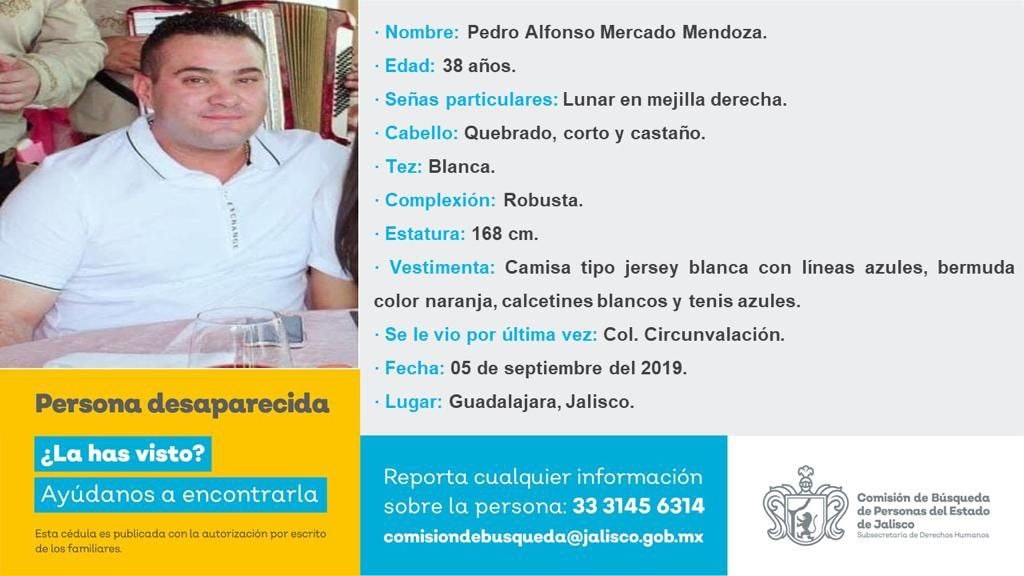 EXCHANGE
· Nombre: Pedro Alfonso Mercado Mendoza.
· Edad: 38 años.
· Señas particulares: Lunar en mejilla derecha.
· Cabello: Quebrado, corto y castaño.
· Tez: Blanca.
· Complexión: Robusta.
· Estatura: 168 cm.
· Vestimenta: Camisa tipo jersey blanca con líneas azules, bermuda
color naranja, calcetines blancos y tenis azules.
· Se le vio por última vez: Col. Circunvalación.
· Fecha: 05 de septiembre del 2019.
· Lugar: Guadalajara, Jalisco.
Persona desaparecida
¿La has visto?
Ayúdanos a encontrarla
Esta cédula es publicada con la autorización por escrito
de los familiares.
Reporta cualquier información
sobre la persona: 33 3145 6314
comisiondebusqueda@jalisco.gob.mx
Comisión de Búsqueda
de Personas del Estado
de Jalisco
Subsecretaría de Derechos Humanos